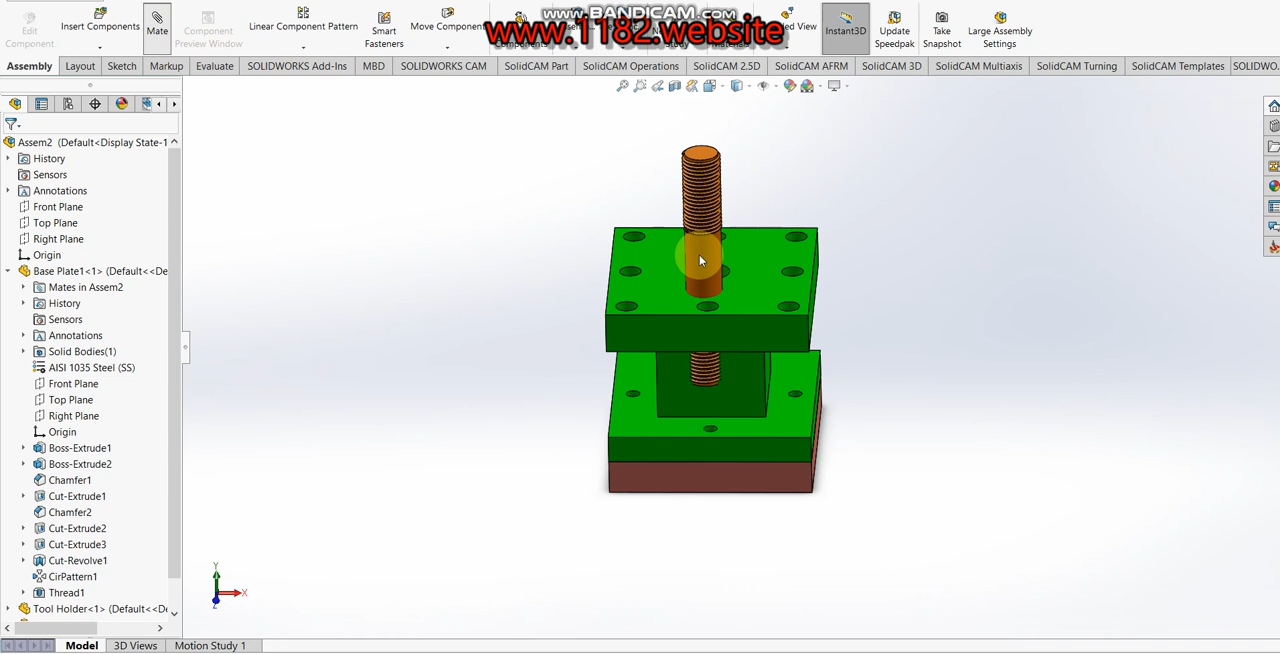 www.BANDICAM.com
www.1182.website
Edit Component
Insert Components
Mate
Component Preview Window
Linear Component Pattern
Smart Fasteners
Move Component
Instant3D
Update Speedpak
Take Snapshot
Large Assembly Settings
Assembly
Layout
Sketch
Markup
Evaluate
SOLIDWORKS Add-Ins
MBD
SOLIDWORKS CAM
SolidCAM Part
SolidCAM Operations
SolidCAM 2.5D
SolidCAM AFRM
SolidCAM 3D
SolidCAM Multiaxis
SolidCAM Turning
SolidCAM Templates
SOLIDWO..
Assem2 (Default<Display State-1
History
Sensors
Annotations
Front Plane
Top Plane
Right Plane
Origin
Base Plate1<1> (Default<<De
Mates in Assem2
History
Sensors
Annotations
Solid Bodies(1)
AISI 1035 Steel (SS)
Front Plane
Top Plane
Right Plane
Origin
Boss-Extrude1
Boss-Extrude2
Chamfer1
Cut-Extrude1
Chamfer2
Cut-Extrude2
Cut-Extrude3
Cut-Revolve1
CirPattern1
Thread1
Tool Holder<1> (Default<<De
Y
X
Z
Model
3D Views
Motion Study 1